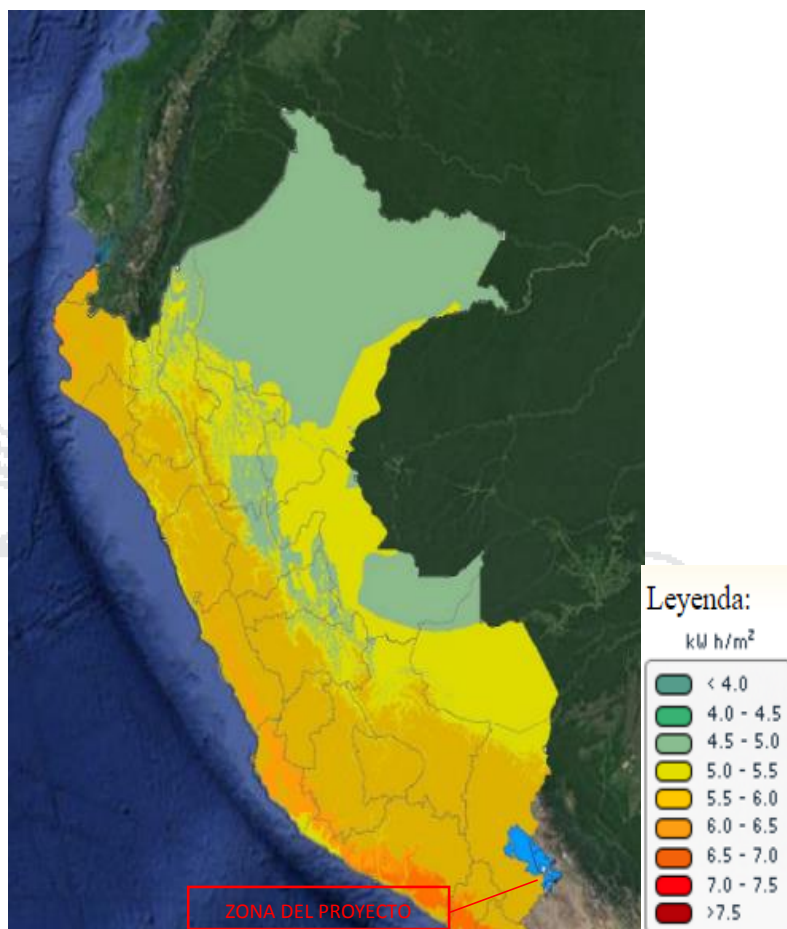 Leyenda:
kW h/m²
< 4.0
4.0 - 4.5
4.5 - 5.0
5.0 - 5.5
5.5 - 6.0
6.0 - 6.5
6.5 - 7.0
7.0 - 7.5
>7.5
ZONA DEL PROYECTO